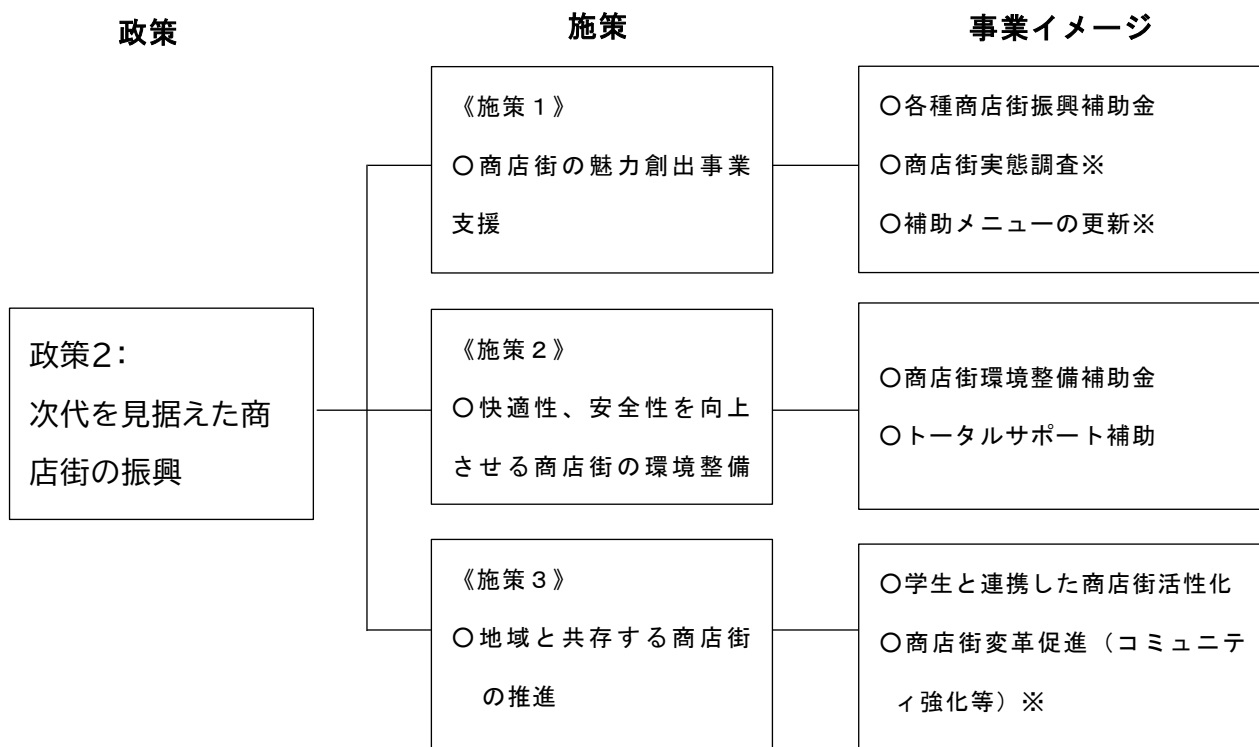 政策
施策
事業イメージ
政策2：
次代を見据えた商
店街の振興
《施策１》
〇商店街の魅力創出事業
支援
〇各種商店街振興補助金
〇商店街実態調査※
〇補助メニューの更新※
《施策２》
〇快適性、安全性を向上
させる商店街の環境整備
〇商店街環境整備補助金
〇トータルサポート補助
《施策３》
〇地域と共存する商店街
の推進
〇学生と連携した商店街活性化
〇商店街変革促進（コミュニテ
ィ強化等）※